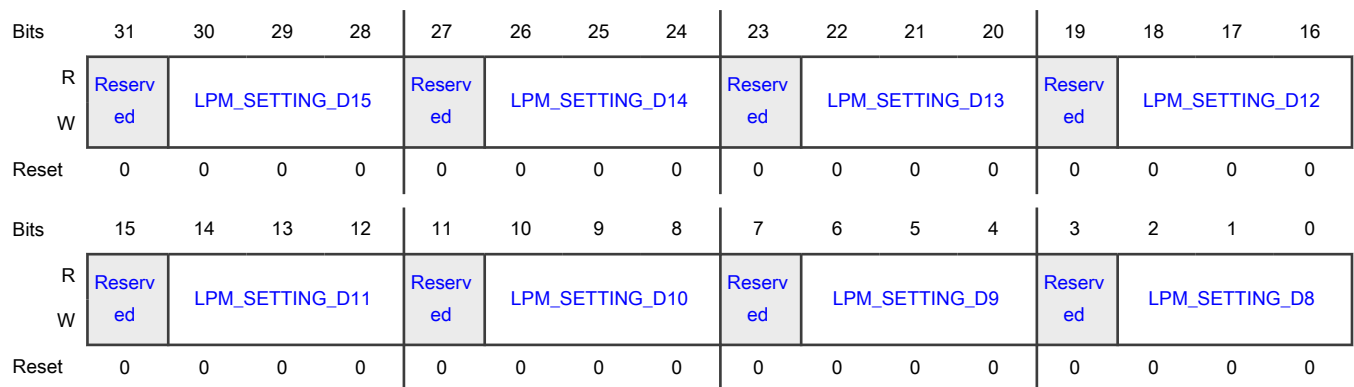 Bits 31 30 29 28 27 26 25 24 23 22 21 20 19 18 17 16
R
W
Reserv
ed
LPM_SETTING_D15
Reserv
ed
LPM_SETTING_D14
Reserv
ed
LPM_SETTING_D13
Reserv
ed
LPM_SETTING_D12
Reset 0 0 0 0 0 0 0 0 0 0 0 0 0 0 0 0
Bits 15 14 13 12 11 10 9 8 7 6 5 4 3 2 1 0
R
W
Reserv
ed
LPM_SETTING_D11
Reserv
ed
LPM_SETTING_D10
Reserv
ed
LPM_SETTING_D9
Reserv
ed
LPM_SETTING_D8
Reset 0 0 0 0 0 0 0 0 0 0 0 0 0 0 0 0